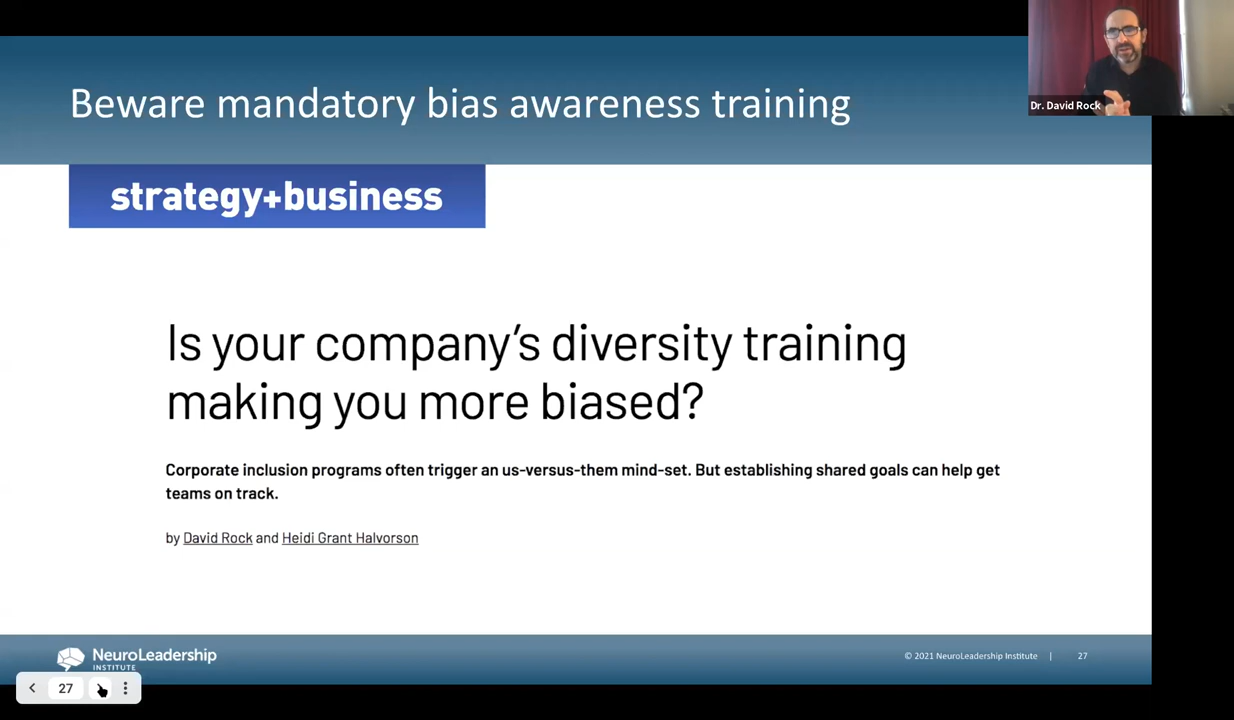 Beware mandatory bias awareness training
Dr. David Rock
strategy+business
Is your company's diversity training
making you more biased?
Corporate inclusion programs often trigger an us-versus-them mind-set. But establishing shared goals can help get
teams on track.
by David Rock and Heidi Grant Halvorson
NeuroLeadership
INSTITUTE
© 2021 NeuroLeadership Institute | 27
27